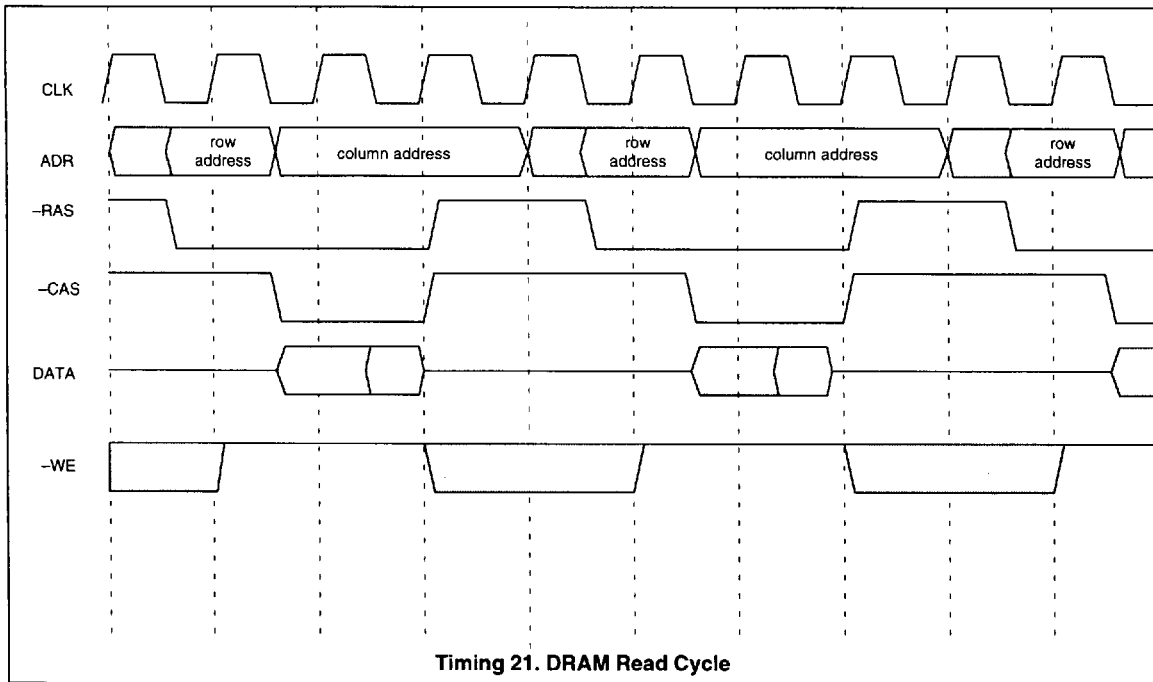 CLK
ADR
row
address
column address
row
address
column address
row
address
–RAS
–CAS
DATA
–WE
Timing 21. DRAM Read Cycle